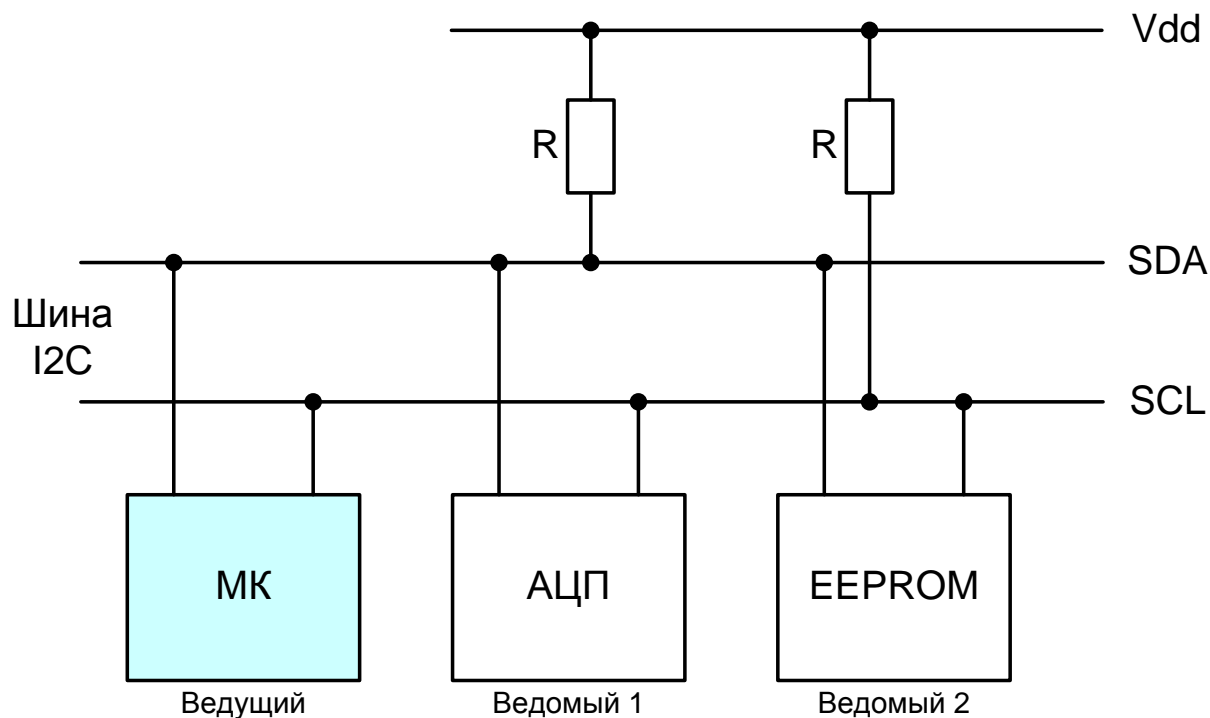 Vdd
R
R
SDA
Шина
I2C
SCL
МК
АЦП
EEPROM
Ведущий
Ведомый 1
Ведомый 2